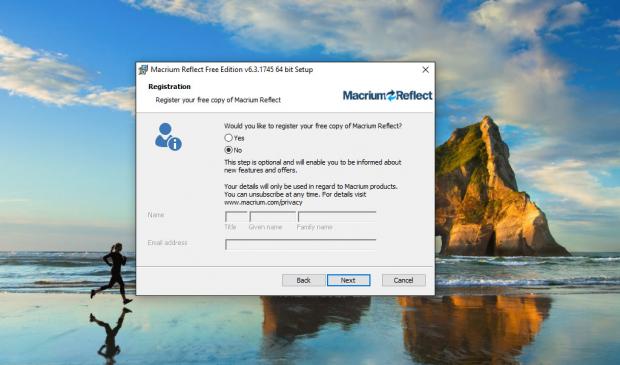 Macrium Reflect Free Edition v6.3.1745 64 bit Setup
Registration
Register your free copy of Macrium Reflect
Macrium Reflect
Would you like to register your free copy of Macrium Reflect?
Yes
No
This step is optional and will enable you to be informed about
new features and offers.
Your details will only be used in regard to Macrium products.
You can unsubscribe at any time. For details visit
www.macrium.com/privacy
Name
Title Given name Family name
Email address
Back Next Cancel